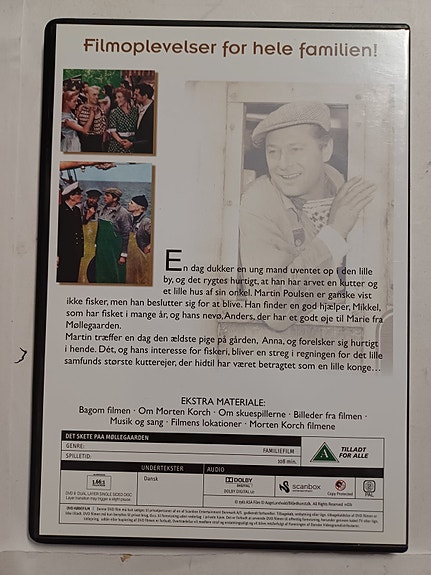 Filmoplevelser for hele familien!
En dag dukker en ung mand uventet op i den lille
by, og det rygtes hurtigt, at han har arvet en kutter og
et lille hus af sin onkel. Martin Poulsen er ganske vist
ikke fisker, men han beslutter sig for at blive. Han finder en god hjælper, Mikkel,
som har fisket i mange år, og hans nevø, Anders, der har et godt øje til Marie fra
Møllegaarden.
Martin træffer en dag den ældste pige på gården, Anna, og forelsker sig hurtigt
i hende. Dét, og hans interesse for fiskeri, bliver en streg i regningen for det lille
samfunds største kutterejer, der hidtil har været betragtet som en lille konge...
EKSTRA MATERIALE:
Bagom filmen · Om Morten Korch · Om skuespillerne · Billeder fra filmen ·
Musik og sang · Filmens lokationer · Morten Korch filmene
DET SKETE PAA MØLLEGAARDEN
GENRE: FAMILIEFILM
SPILLETID: 108 min.
A TILLADT FOR ALLE
UNDERTEKSTER AUDIO
Dansk
DOLBY DIGITAL
DOLBY DIGITAL 2.0
scanbox
Copy Protected
PAL